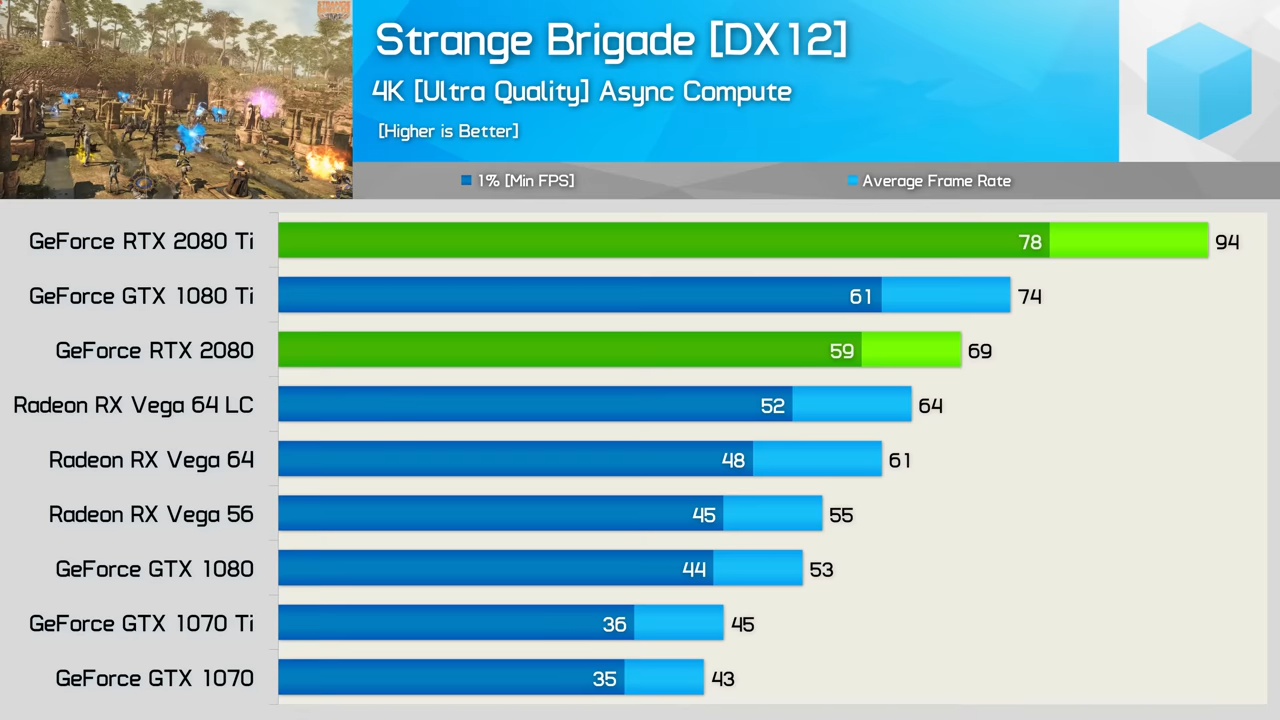 Strange Brigade [DX12]
4K [Ultra Quality] Async Compute
[Higher is Better]
1% [Min FPS] Average Frame Rate
GeForce RTX 2080 Ti 78 94
GeForce GTX 1080 Ti 61 74
GeForce RTX 2080 59 69
Radeon RX Vega 64 LC 52 64
Radeon RX Vega 64 48 61
Radeon RX Vega 56 45 55
GeForce GTX 1080 44 53
GeForce GTX 1070 Ti 36 45
GeForce GTX 1070 35 43